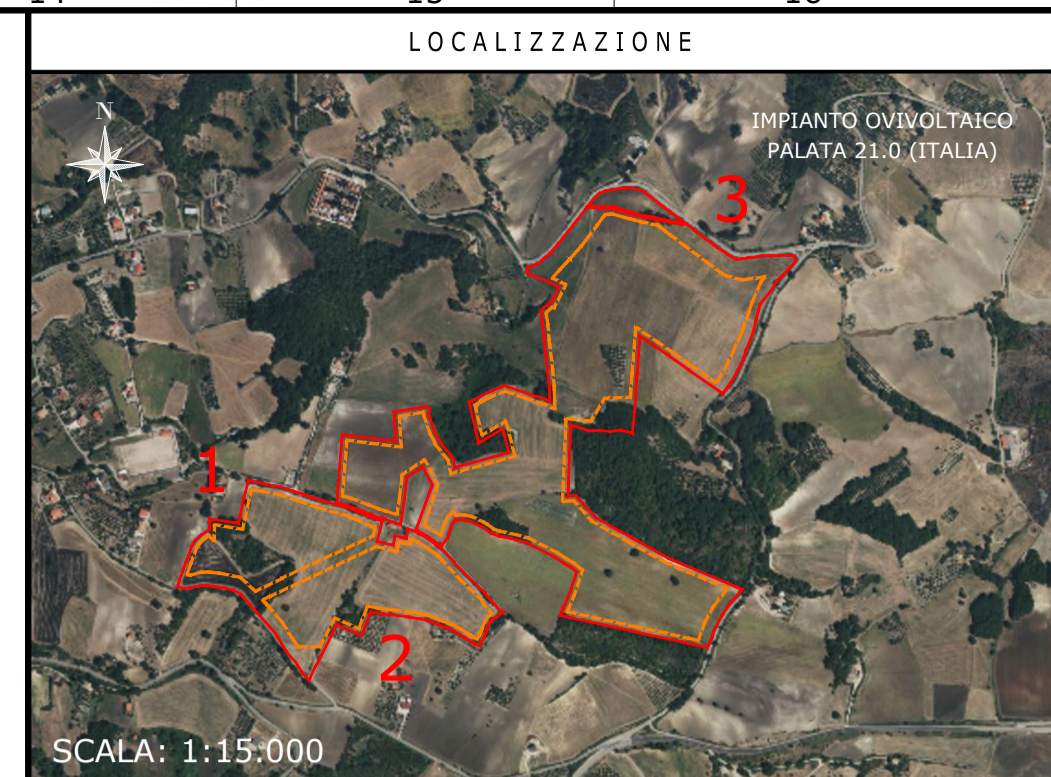 LOCALIZZAZIONE
N
IMPIANTO OVIVOLTAICO
PALATA 21.0 (ITALIA)
3
1
2
SCALA: 1:15.000